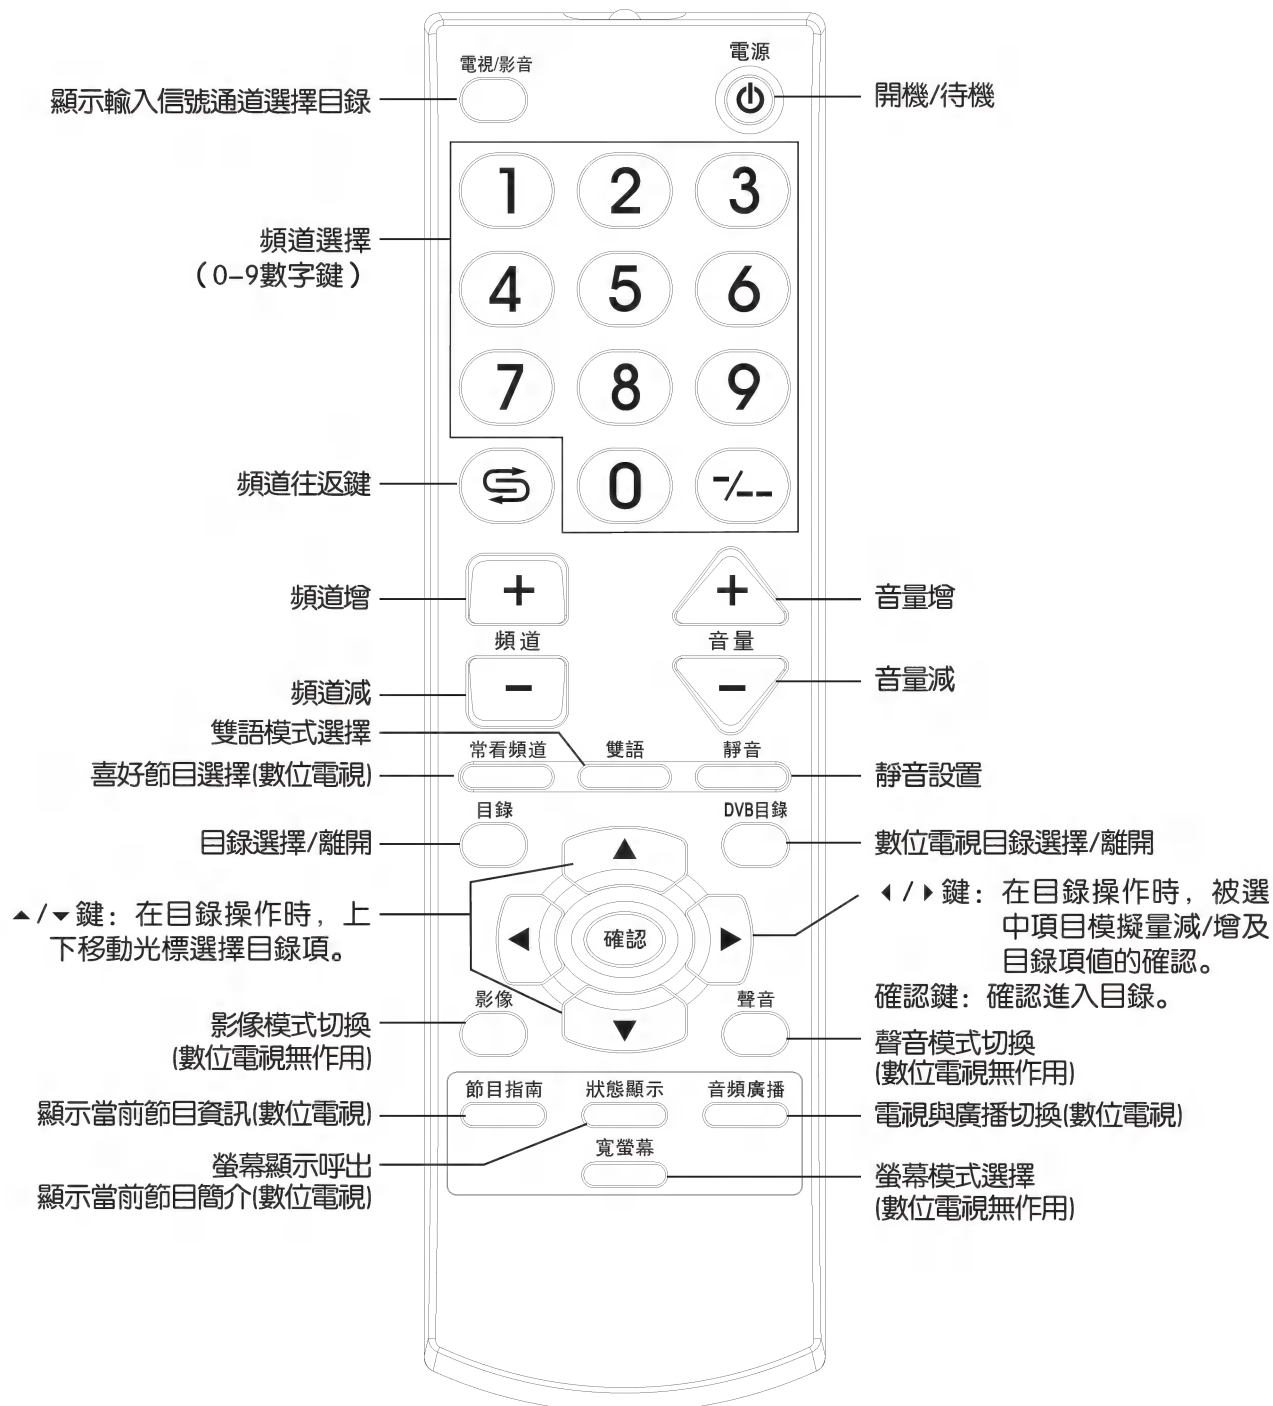 電視/影音
電源
顯示輸入信號通道選擇目錄
開機/待機
1
2
3
頻道選擇
(0-9數字鍵)
4
5
6
7
8
9
頻道往返鍵
0
-/--
頻道增
+
+
音量增
頻道
音量
頻道減
-
-
音量減
雙語模式選擇
常看頻道
雙語
靜音
喜好節目選擇(數位電視)
靜音設置
目錄
DVB目錄
目錄選擇/離開
數位電視目錄選擇/離開
▲/▼鍵：在目錄操作時，上
下移動光標選擇目錄項。
確認
◀/▶鍵：在目錄操作時，被選
中項目模擬量減/增及
目錄項值的確認。
確認鍵：確認進入目錄。
影像
聲音
影像模式切換
(數位電視無作用)
聲音模式切換
(數位電視無作用)
節目指南
狀態顯示
音頻廣播
顯示當前節目資訊(數位電視)
電視與廣播切換(數位電視)
寬螢幕
螢幕顯示呼出
顯示當前節目簡介(數位電視)
螢幕模式選擇
(數位電視無作用)